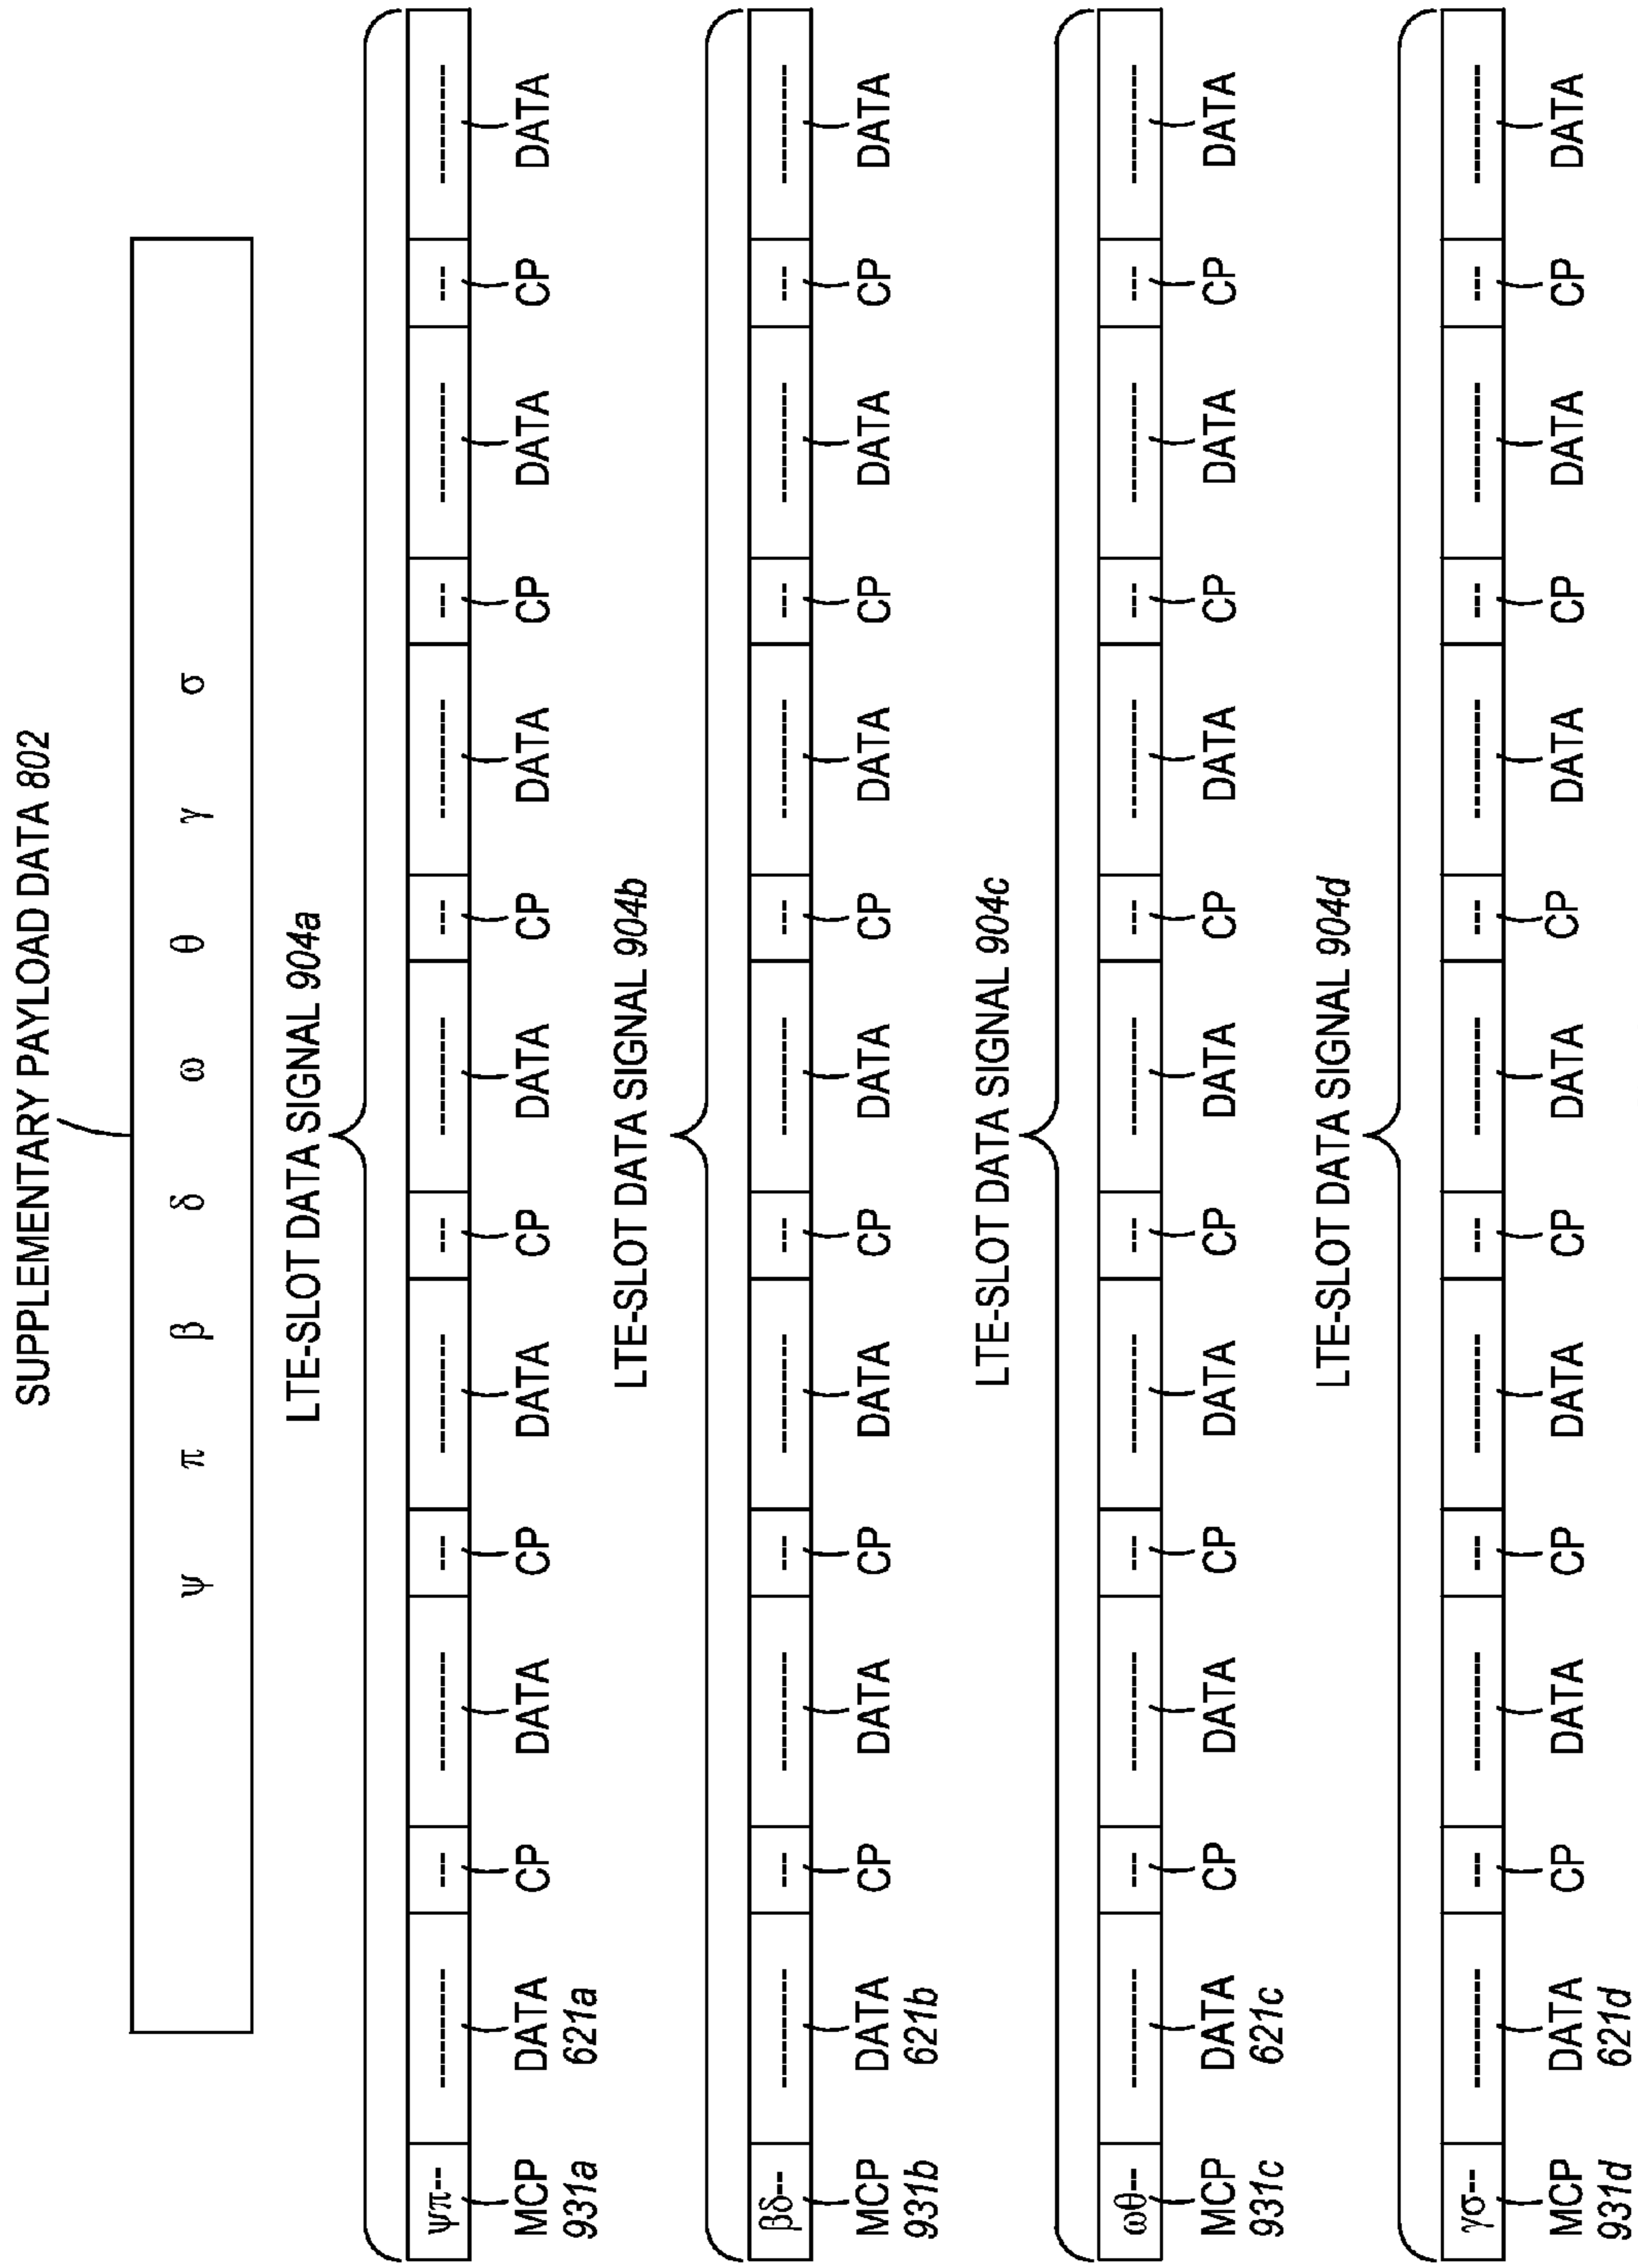 SUPPLEMENTARY PAYLOAD DATA 802
ψ π β δ ω θ γ σ
LTE-SLOT DATA SIGNAL 904a
ψπ--
MCP DATA CP DATA CP DATA CP DATA CP DATA CP DATA CP DATA
931a 621a
LTE-SLOT DATA SIGNAL 904b
βδ--
MCP DATA CP DATA CP DATA CP DATA CP DATA CP DATA CP DATA
931b 621b
LTE-SLOT DATA SIGNAL 904c
ωθ--
MCP DATA CP DATA CP DATA CP DATA CP DATA CP DATA CP DATA
931c 621c
LTE-SLOT DATA SIGNAL 904d
γσ--
MCP DATA CP DATA CP DATA CP DATA CP DATA CP DATA CP DATA
931d 621d